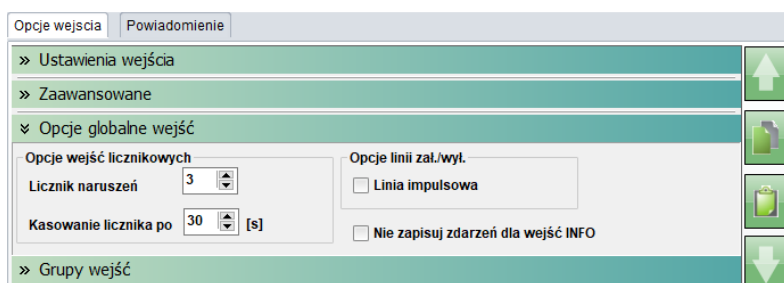 Opcje wejscia
Powiadomienie
» Ustawienia wejścia
» Zaawansowane
» Opcje globalne wejść
Opcje wejść licznikowych
Licznik naruszeń 3
Kasowanie licznika po 30 [s]
Opcje linii zał./wył.
Linia impulsowa
Nie zapisuj zdarzeń dla wejść INFO
» Grupy wejść